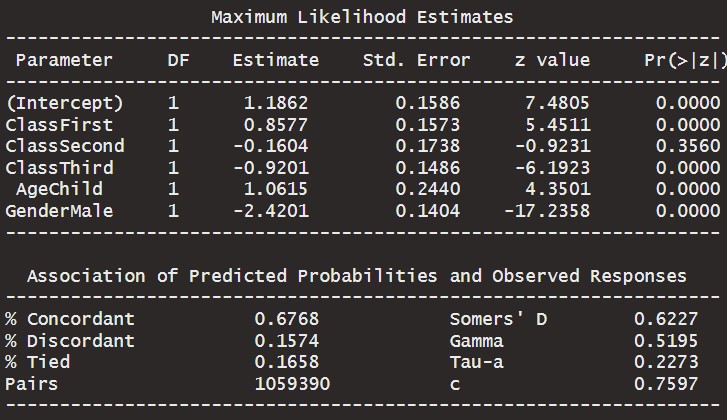 Maximum Likelihood Estimates
-----------------------------------------------------------------
Parameter DF Estimate Std. Error z value Pr(>|z|)
-----------------------------------------------------------------
(Intercept) 1 1.1862 0.1586 7.4805 0.0000
ClassFirst 1 0.8577 0.1573 5.4511 0.0000
ClassSecond 1 -0.1604 0.1738 -0.9231 0.3560
ClassThird 1 -0.9201 0.1486 -6.1923 0.0000
AgeChild 1 1.0615 0.2440 4.3501 0.0000
GenderMale 1 -2.4201 0.1404 -17.2358 0.0000
-----------------------------------------------------------------
Association of Predicted Probabilities and Observed Responses
-----------------------------------------------------------------
% Concordant 0.6768 Somers' D 0.6227
% Discordant 0.1574 Gamma 0.5195
% Tied 0.1658 Tau-a 0.2273
Pairs 1059390 c 0.7597
-----------------------------------------------------------------